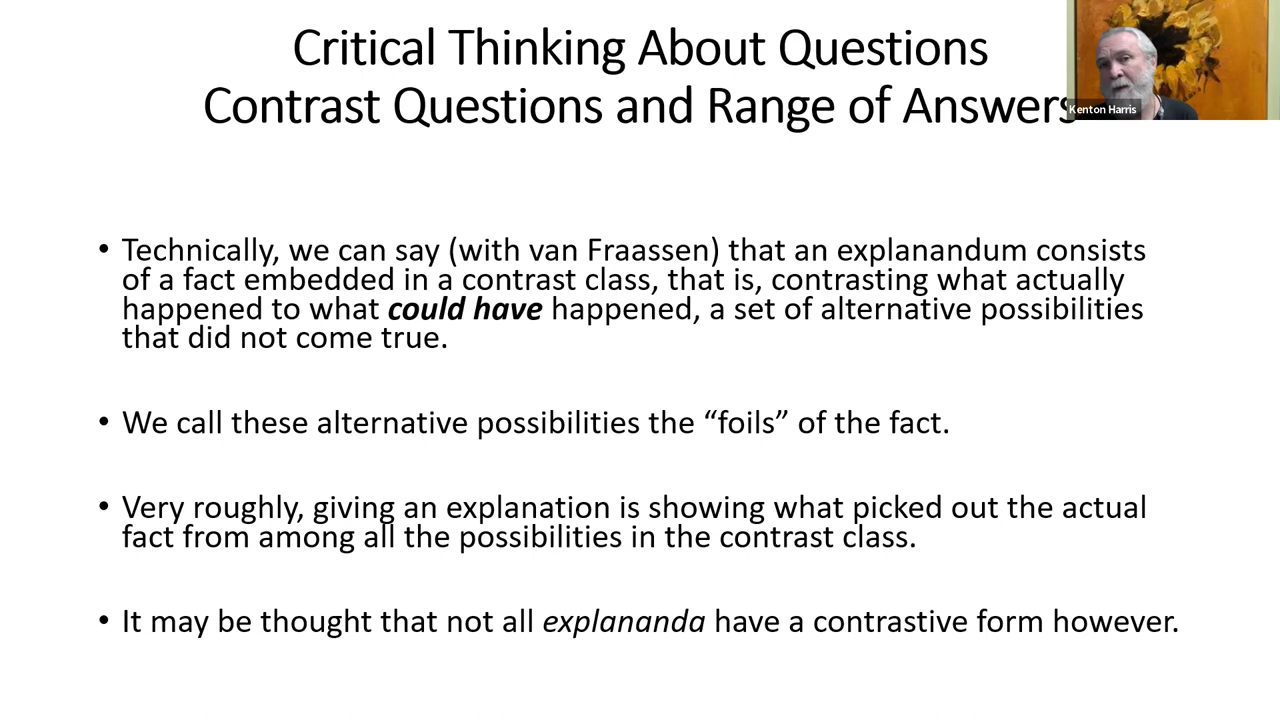 Critical Thinking About Questions
Contrast Questions and Range of Answers
Kenton Harris
• Technically, we can say (with van Fraassen) that an explanandum consists
of a fact embedded in a contrast class, that is, contrasting what actually
happened to what could have happened, a set of alternative possibilities
that did not come true.
• We call these alternative possibilities the “foils” of the fact.
• Very roughly, giving an explanation is showing what picked out the actual
fact from among all the possibilities in the contrast class.
• It may be thought that not all explananda have a contrastive form however.